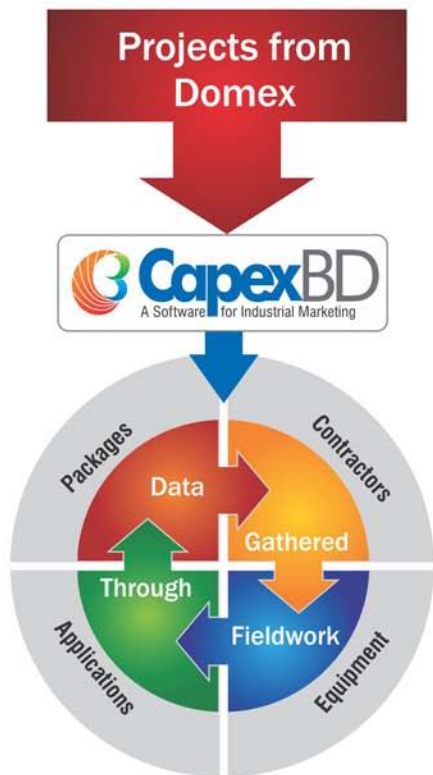 Projects from
Domex
CapexBD
A Software for Industrial Marketing
Packages
Contractors
Data
Gathered
Through
Fieldwork
Applications
Equipment